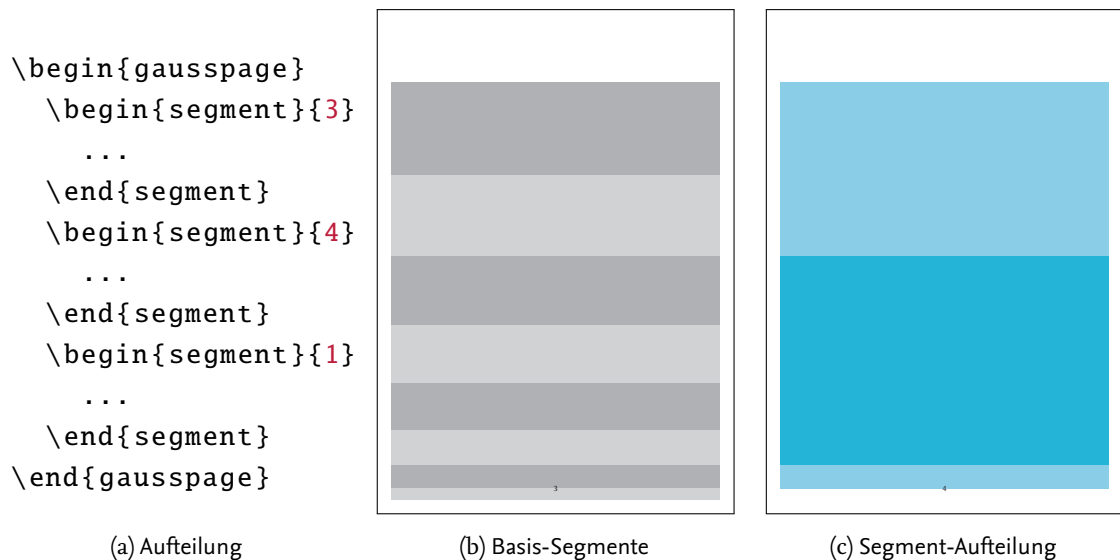 \begin{gausspage}
  \begin{segment}{3}
    ...
  \end{segment}
  \begin{segment}{4}
    ...
  \end{segment}
  \begin{segment}{1}
    ...
  \end{segment}
\end{gausspage}
(a) Aufteilung
3
(b) Basis-Segmente
4
(c) Segment-Aufteilung